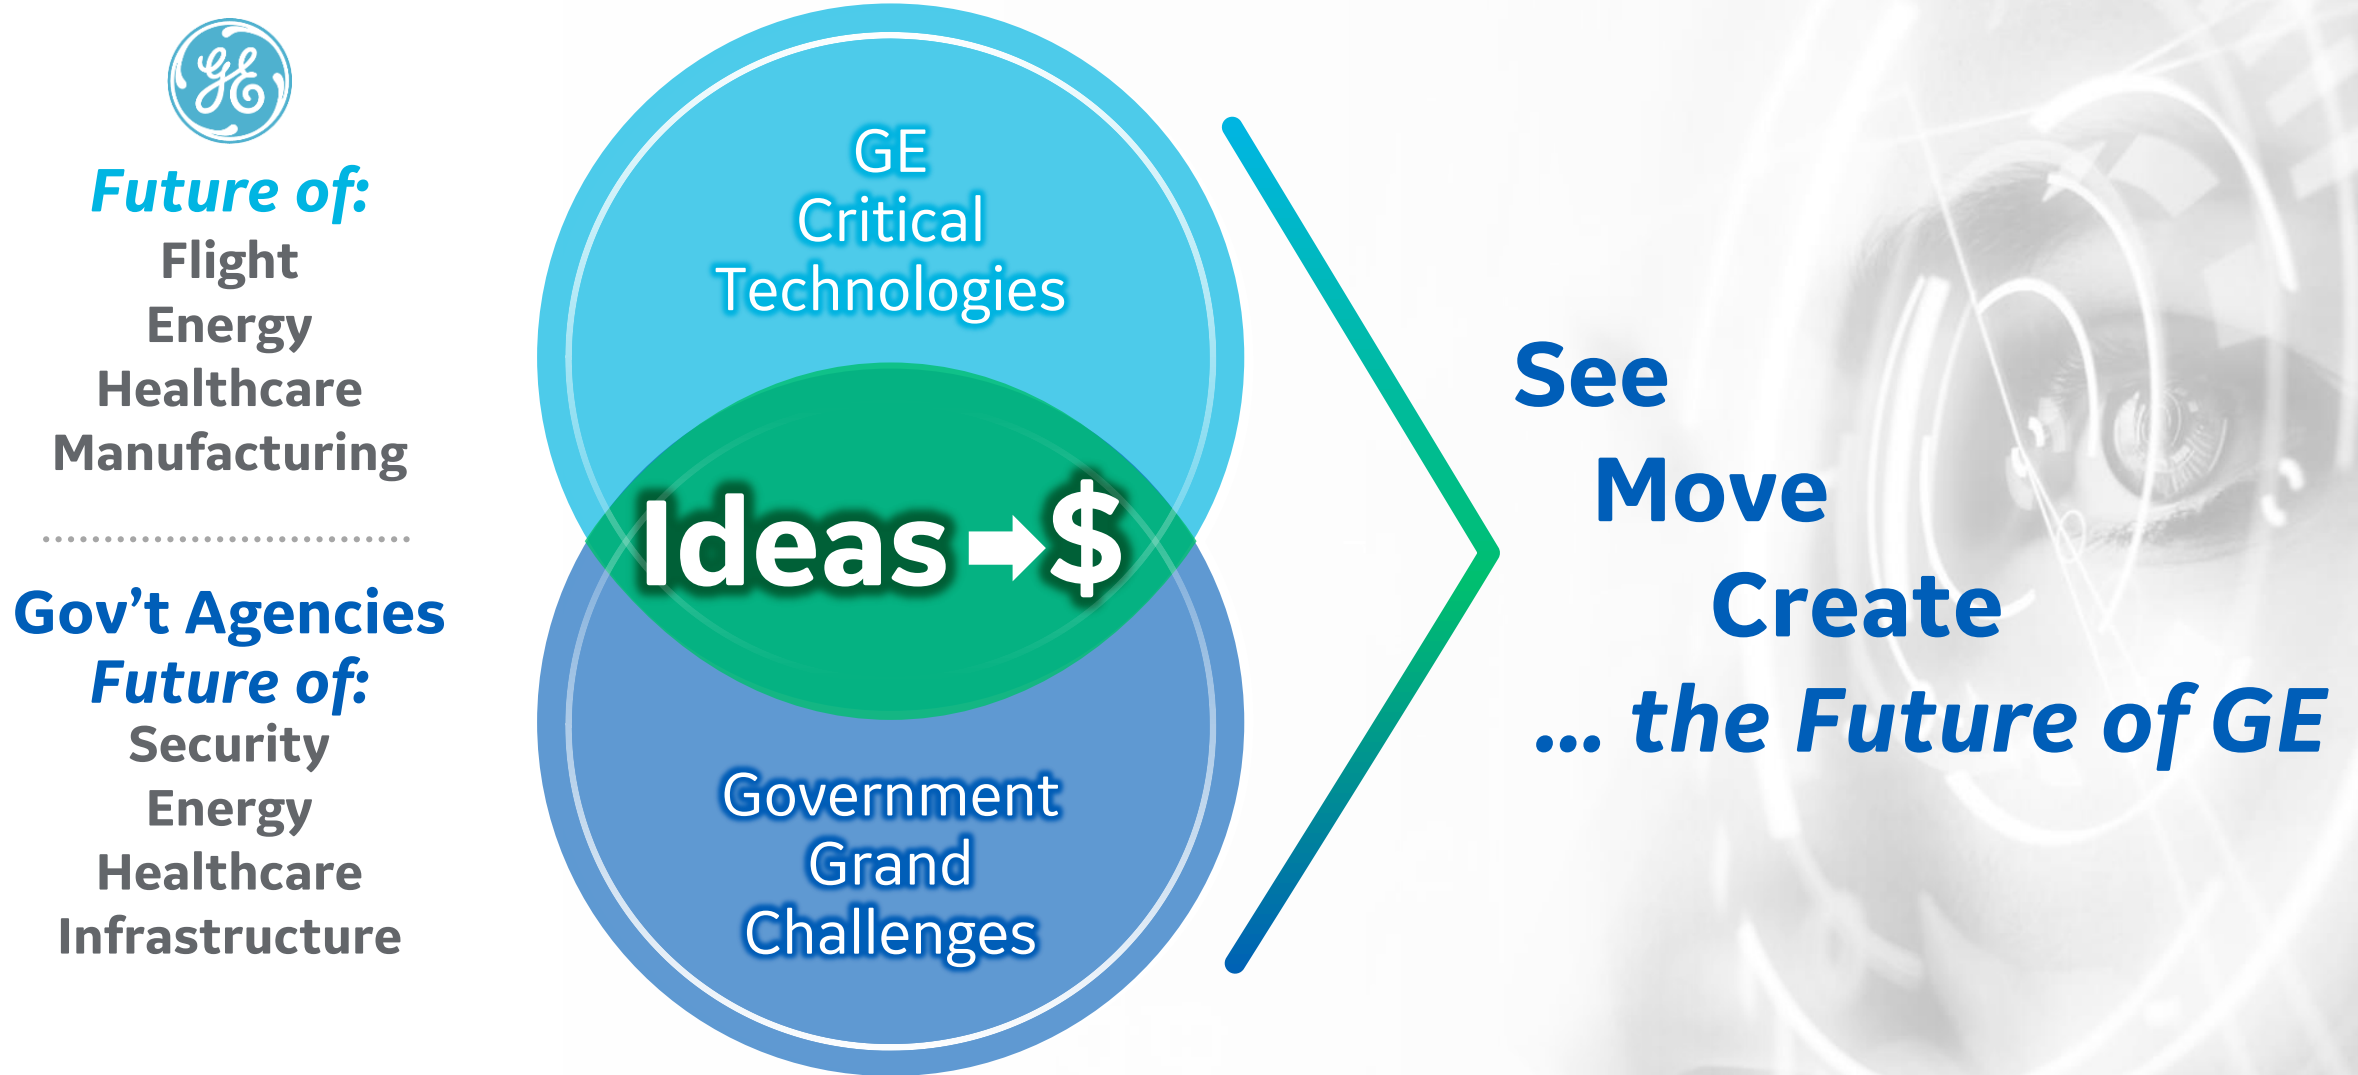 GE
Future of:
Flight
Energy
Healthcare
Manufacturing
Gov’t Agencies
Future of:
Security
Energy
Healthcare
Infrastructure
GE
Critical
Technologies
Ideas ➡ $
Government
Grand
Challenges
See
Move
Create
... the Future of GE